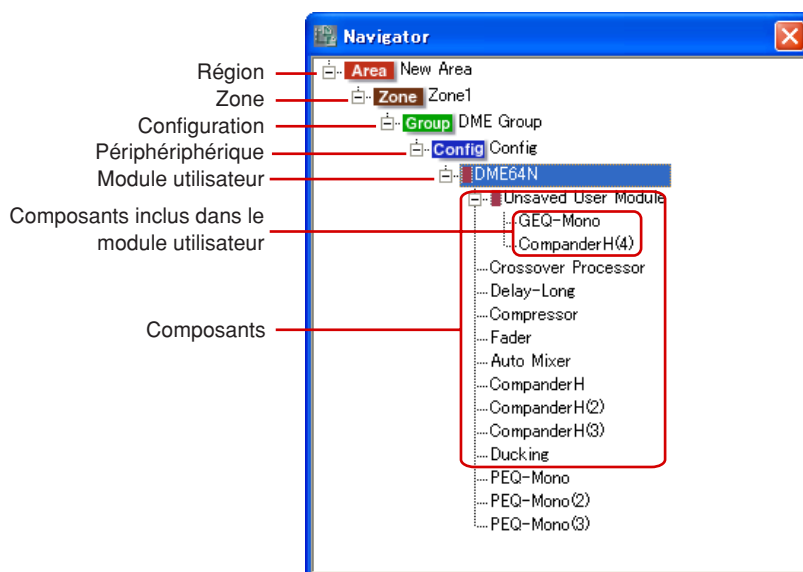 Navigator
Région
Area New Area
Zone
Zone Zone1
Configuration
Group DME Group
Périphériphérique
Config Config
Module utilisateur
DME64N
Unsaved User Module
Composants inclus dans le
module utilisateur
GEQ-Mono
CompanderH(4)
Crossover Processor
Delay-Long
Compressor
Composants
Fader
Auto Mixer
CompanderH
CompanderH(2)
CompanderH(3)
Ducking
PEQ-Mono
PEQ-Mono(2)
PEQ-Mono(3)